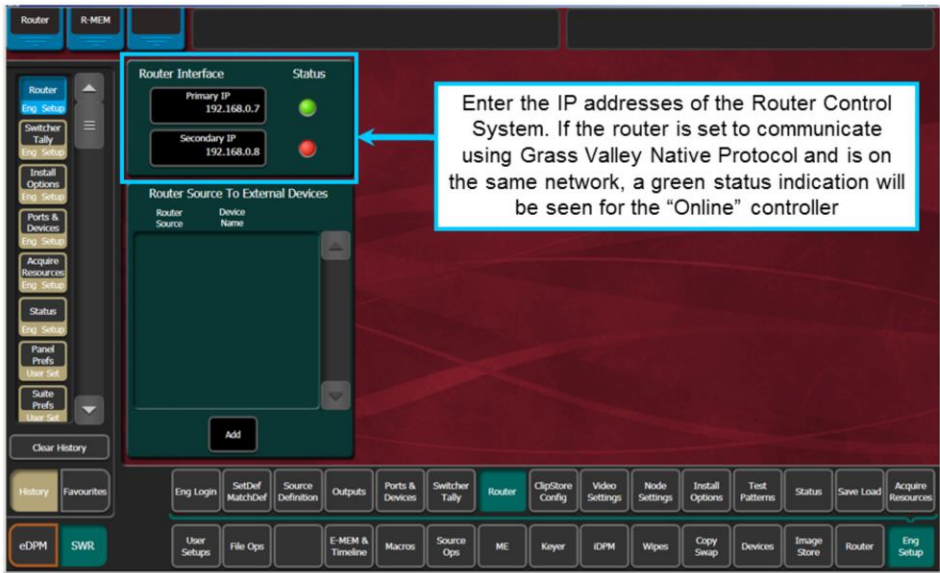 Router
R-MEM
Router
Eng Setup
Switcher
Tally
Eng Setup
Install
Options
Eng Setup
Ports &
Devices
Eng Setup
Acquire
Resources
Eng Setup
Status
Eng Setup
Panel
Prefs
User Set
Suite
Prefs
User Set
Clear History
History
Favourites
eDPM
SWR
Router Interface
Status
Primary IP
192.168.0.7
Secondary IP
192.168.0.8
Router Source To External Devices
Router
Source
Device
Name
Add
Enter the IP addresses of the Router Control
System. If the router is set to communicate
using Grass Valley Native Protocol and is on
the same network, a green status indication will
be seen for the “Online” controller
Eng Login
SetDef
MatchDef
Source
Definition
Outputs
Ports &
Devices
Switcher
Tally
Router
ClipStore
Config
Video
Settings
Node
Settings
Install
Options
Test
Patterns
Status
Save Load
Acquire
Resources
User
Setups
File Ops
E-MEM &
Timeline
Macros
Source
Ops
ME
Keyer
iDPM
Wipes
Copy
Swap
Devices
Image
Store
Router
Eng
Setup